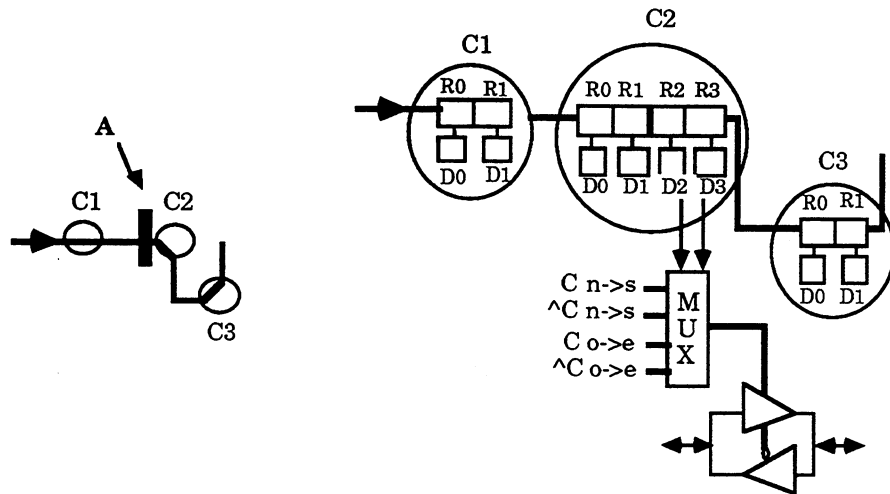 A
C1 C2
C3
C1
R0 R1
D0 D1
C2
R0 R1 R2 R3
D0 D1 D2 D3
C3
R0 R1
D0 D1
C n->s
^C n->s
C o->e
^C o->e
M
U
X